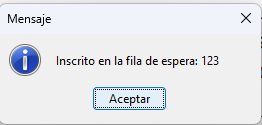 Mensaje
Inscrito en la fila de espera: 123
Aceptar